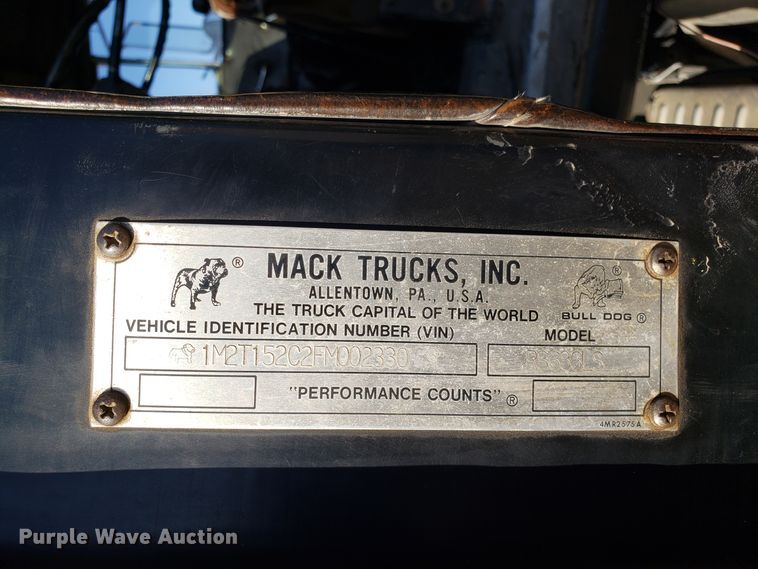 MACK TRUCKS, INC.
ALLENTOWN, PA., U.S.A.
THE TRUCK CAPITAL OF THE WORLD
BULL DOG ®
VEHICLE IDENTIFICATION NUMBER (VIN)
MODEL
1M2T152C2FM002330
"PERFORMANCE COUNTS" ®
4MR2575A
Purple Wave Auction